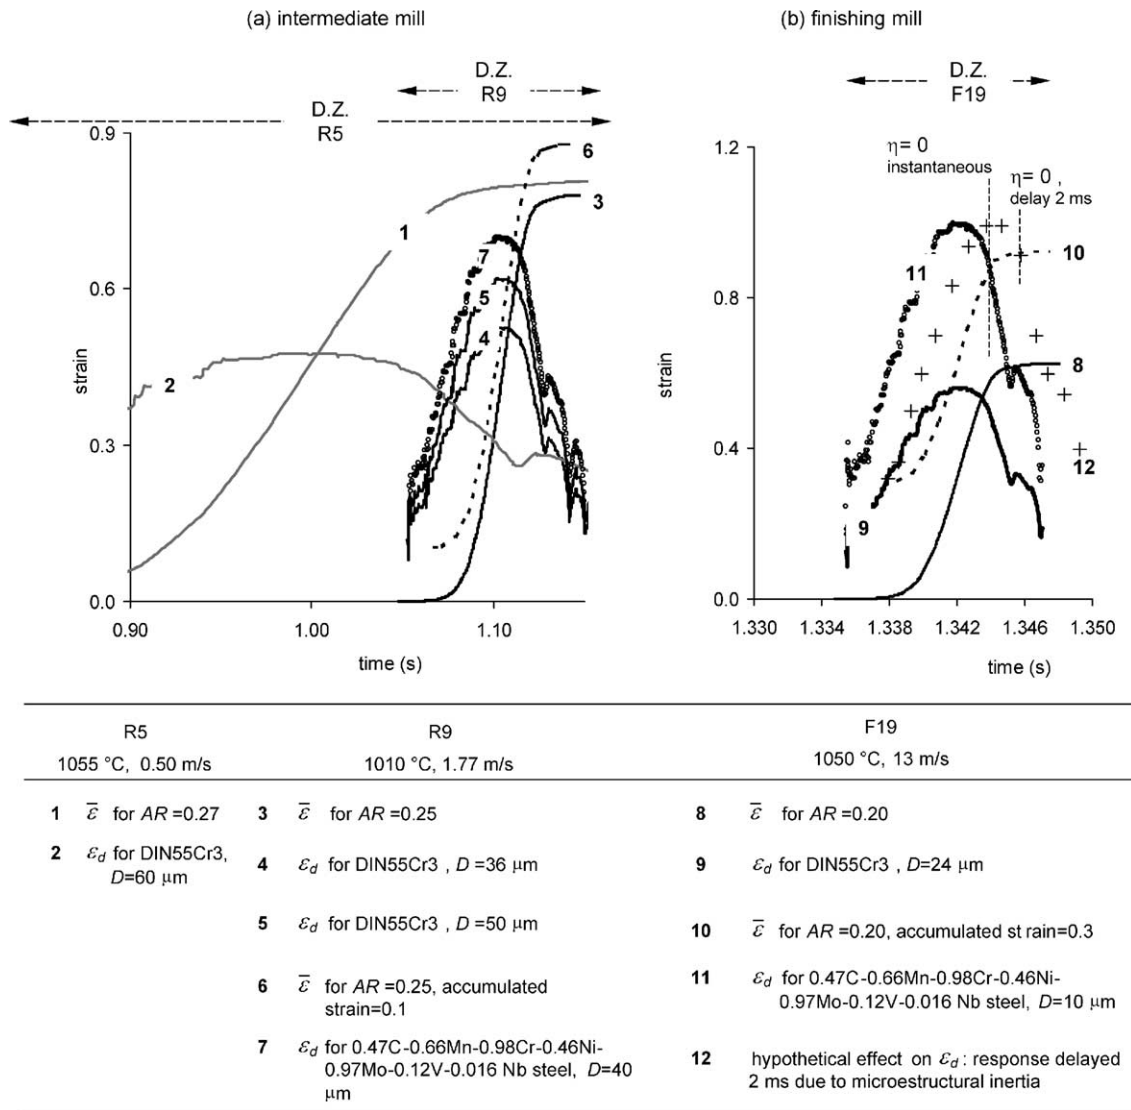 (a) intermediate mill
(b) finishing mill
D.Z.
R9
D.Z.
R5
D.Z.
F19
0.9
0.6
0.3
0.0
strain
0.90
1.00
1.10
time (s)
1
2
3
4
5
6
7
1.2
0.8
0.4
0.0
strain
1.330
1.334
1.338
1.342
1.346
1.350
time (s)
η= 0
instantaneous
η= 0 ,
delay 2 ms
8
9
10
11
12
R5
1055 °C, 0.50 m/s
R9
1010 °C, 1.77 m/s
F19
1050 °C, 13 m/s
1 ε̅ for AR =0.27
2 εd for DIN55Cr3,
D=60 μm
3 ε̅ for AR =0.25
4 εd for DIN55Cr3 , D =36 μm
5 εd for DIN55Cr3 , D =50 μm
6 ε̅ for AR =0.25, accumulated
strain=0.1
7 εd for 0.47C-0.66Mn-0.98Cr-0.46Ni-
0.97Mo-0.12V-0.016 Nb steel, D=40
μm
8 ε̅ for AR =0.20
9 εd for DIN55Cr3 , D=24 μm
10 ε̅ for AR =0.20, accumulated st rain=0.3
11 εd for 0.47C-0.66Mn-0.98Cr-0.46Ni-
0.97Mo-0.12V-0.016 Nb steel, D=10 μm
12 hypothetical effect on εd : response delayed
2 ms due to microestructural inertia